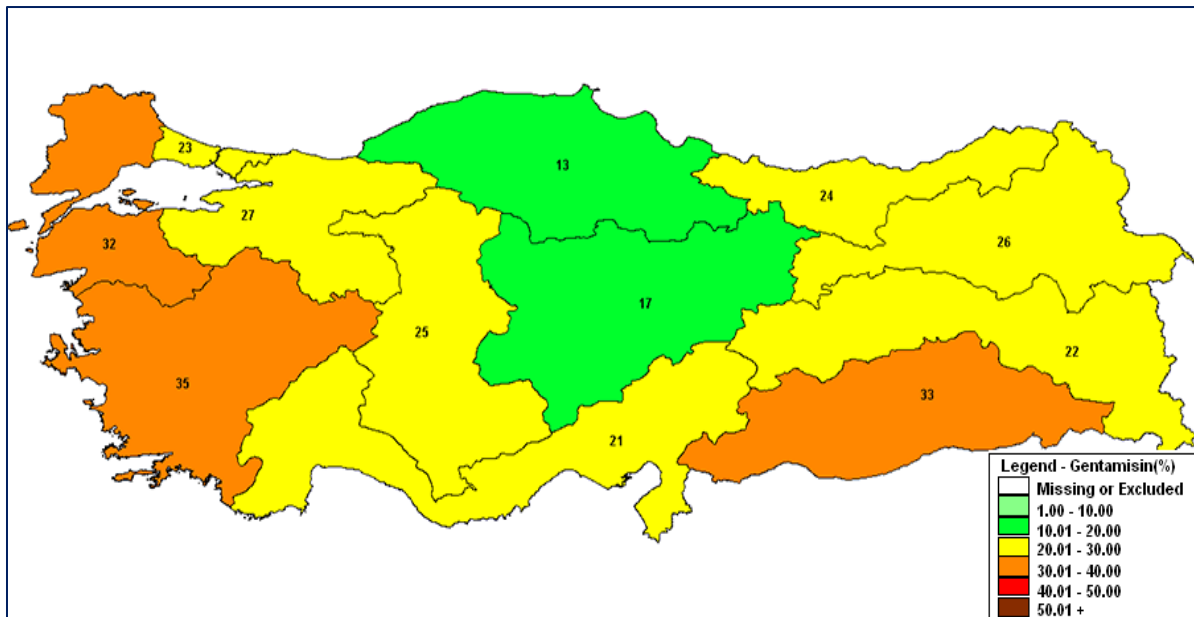 23
13
24
27
32
26
17
25
22
35
33
21
Legend - Gentamisin(%)
Missing or Excluded
1.00 - 10.00
10.01 - 20.00
20.01 - 30.00
30.01 - 40.00
40.01 - 50.00
50.01 +